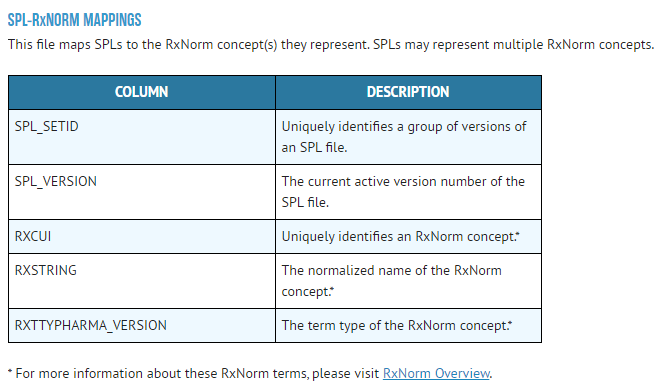 SPL-RxNORM MAPPINGS
This file maps SPLs to the RxNorm concept(s) they represent. SPLs may represent multiple RxNorm concepts.
COLUMN DESCRIPTION
SPL_SETID Uniquely identifies a group of versions of
an SPL file.
SPL_VERSION The current active version number of the
SPL file.
RXCUI Uniquely identifies an RxNorm concept.*
RXSTRING The normalized name of the RxNorm
concept.*
RXTTYPHARMA_VERSION The term type of the RxNorm concept.*
* For more information about these RxNorm terms, please visit RxNorm Overview.